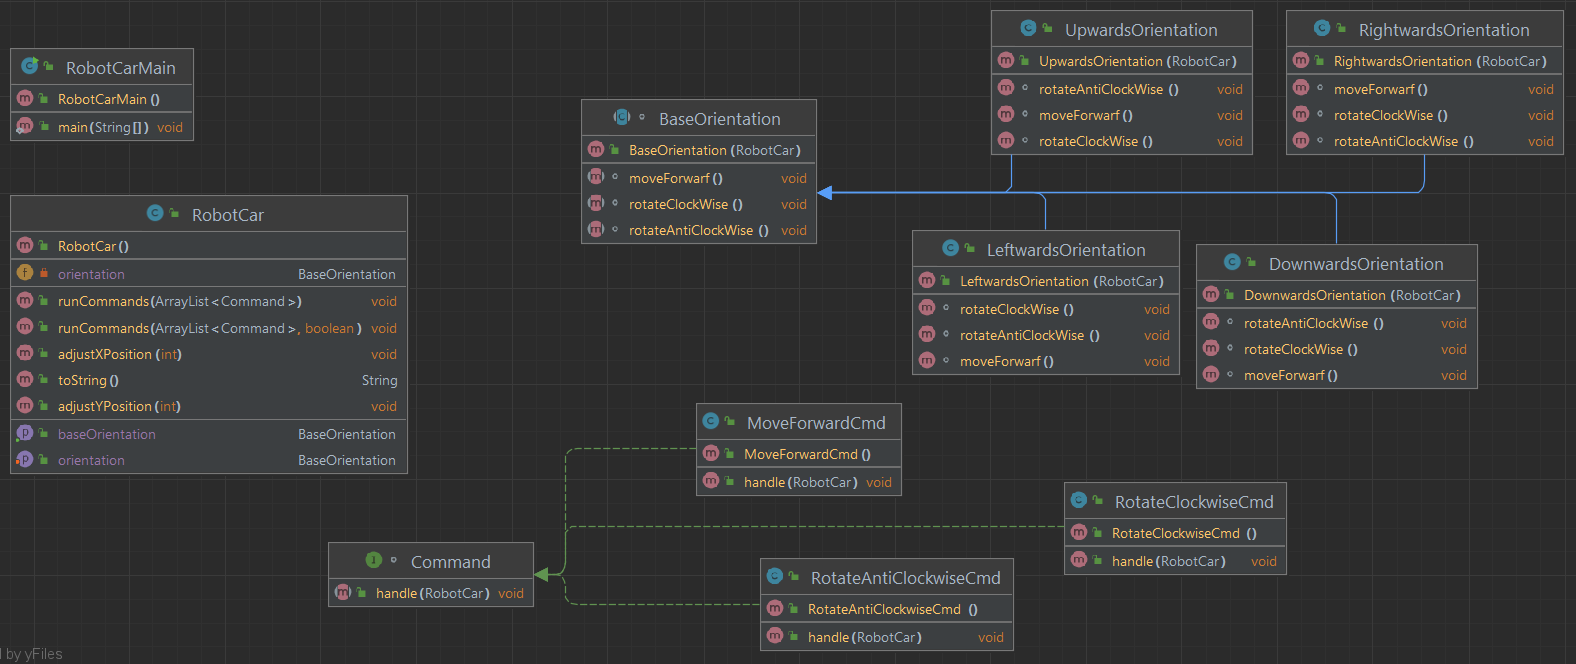 RobotCarMain
RobotCarMain ()
main(String[]) void
RobotCar
RobotCar()
orientation BaseOrientation
runCommands(ArrayList<Command>) void
runCommands(ArrayList<Command>, boolean) void
adjustXPosition (int) void
toString() String
adjustYPosition (int) void
baseOrientation BaseOrientation
orientation BaseOrientation
BaseOrientation
BaseOrientation (RobotCar)
moveForwarf() void
rotateClockWise () void
rotateAntiClockWise () void
UpwardsOrientation
UpwardsOrientation (RobotCar)
rotateAntiClockWise () void
moveForwarf() void
rotateClockWise () void
RightwardsOrientation
RightwardsOrientation (RobotCar)
moveForwarf() void
rotateClockWise () void
rotateAntiClockWise () void
LeftwardsOrientation
LeftwardsOrientation (RobotCar)
rotateClockWise () void
rotateAntiClockWise () void
moveForwarf() void
DownwardsOrientation
DownwardsOrientation (RobotCar)
rotateAntiClockWise () void
rotateClockWise () void
moveForwarf() void
MoveForwardCmd
MoveForwardCmd ()
handle(RobotCar) void
RotateClockwiseCmd
RotateClockwiseCmd ()
handle(RobotCar) void
Command
handle(RobotCar) void
RotateAntiClockwiseCmd
RotateAntiClockwiseCmd ()
handle(RobotCar) void
by yFiles